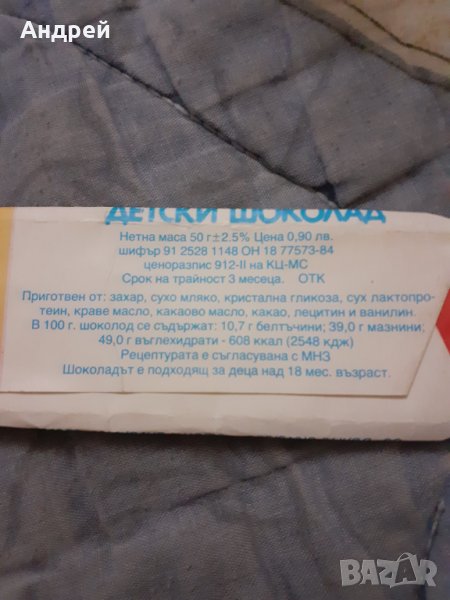 Андрей
ДЕТСКИ ШОКОЛАД
Нетна маса 50 г±2.5% Цена 0,90 лв.
шифър 91 2528 1148 ОН 18 77573-84
ценоразпис 912-II на КЦ-МС
Срок на трайност 3 месеца. ОТК
Приготвен от: захар, сухо мляко, кристална гликоза, сух лактопро-
теин, краве масло, какаово масло, какао, лецитин и ванилин.
В 100 г. шоколад се съдържат: 10,7 г белтъчини; 39,0 г мазнини;
49,0 г въглехидрати - 608 ккал (2548 кдж)
Рецептурата е съгласувана с МНЗ
Шоколадът е подходящ за деца над 18 мес. възраст.
BAZAR